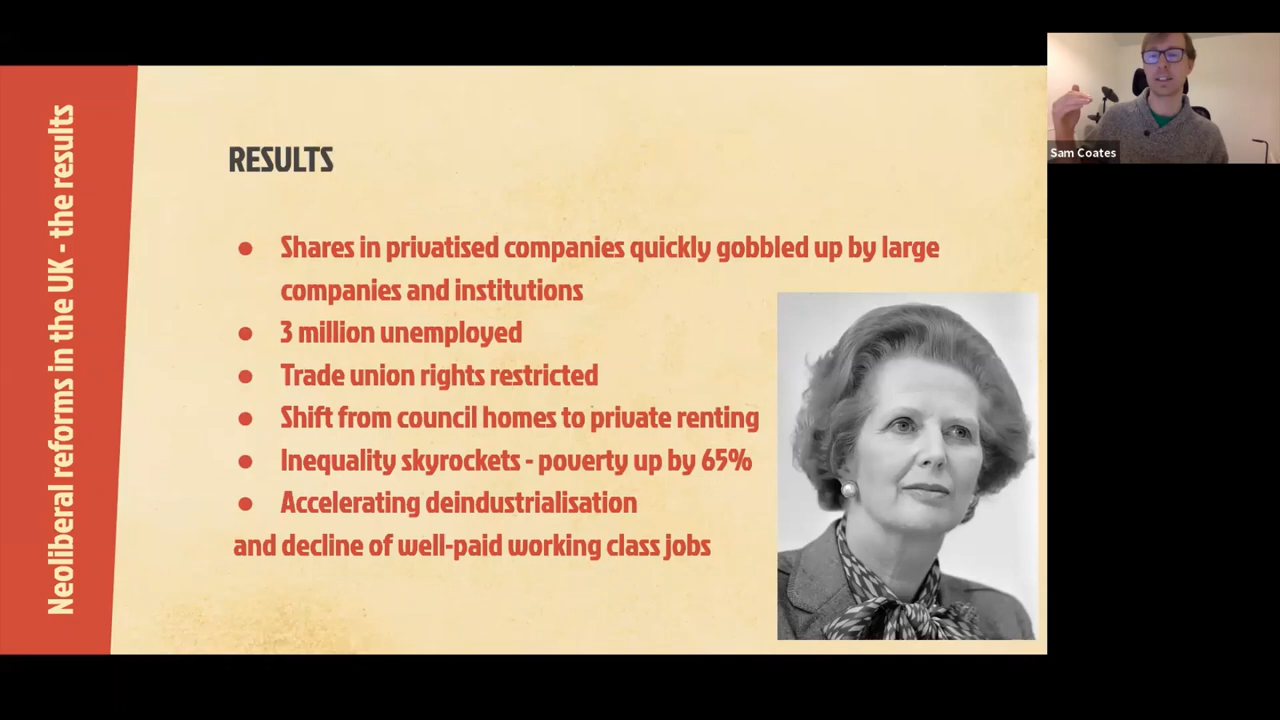 Neoliberal reforms in the UK - the results
RESULTS
● Shares in privatised companies quickly gobbled up by large
companies and institutions
● 3 million unemployed
● Trade union rights restricted
● Shift from council homes to private renting
● Inequality skyrockets - poverty up by 65%
● Accelerating deindustrialisation
and decline of well-paid working class jobs
Sam Coates